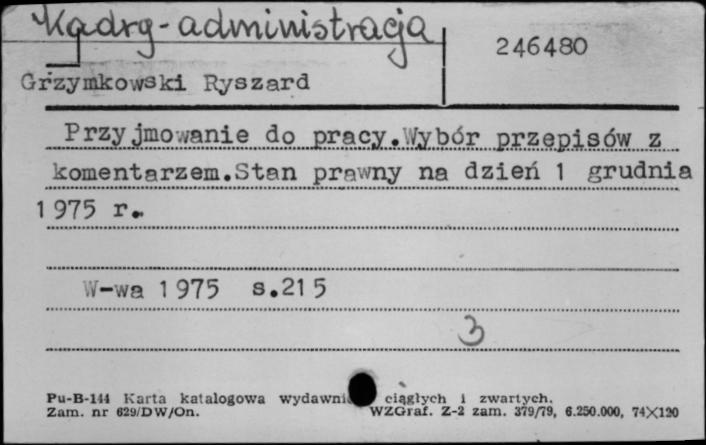 Kadry-administracja
246480
Grzymkowski Ryszard
Przyjmowanie do pracy.Wybór przepisów z
komentarzem.Stan prawny na dzień 1 grudnia
1975 r.
W-wa 1975 s.215
3
Pu-B-144 Karta katalogowa ciągłych i zwartych.
Zam. nr 629/DW/On. WZGraf. Z-2 zam. 379/79, 6.250.000, 74×120